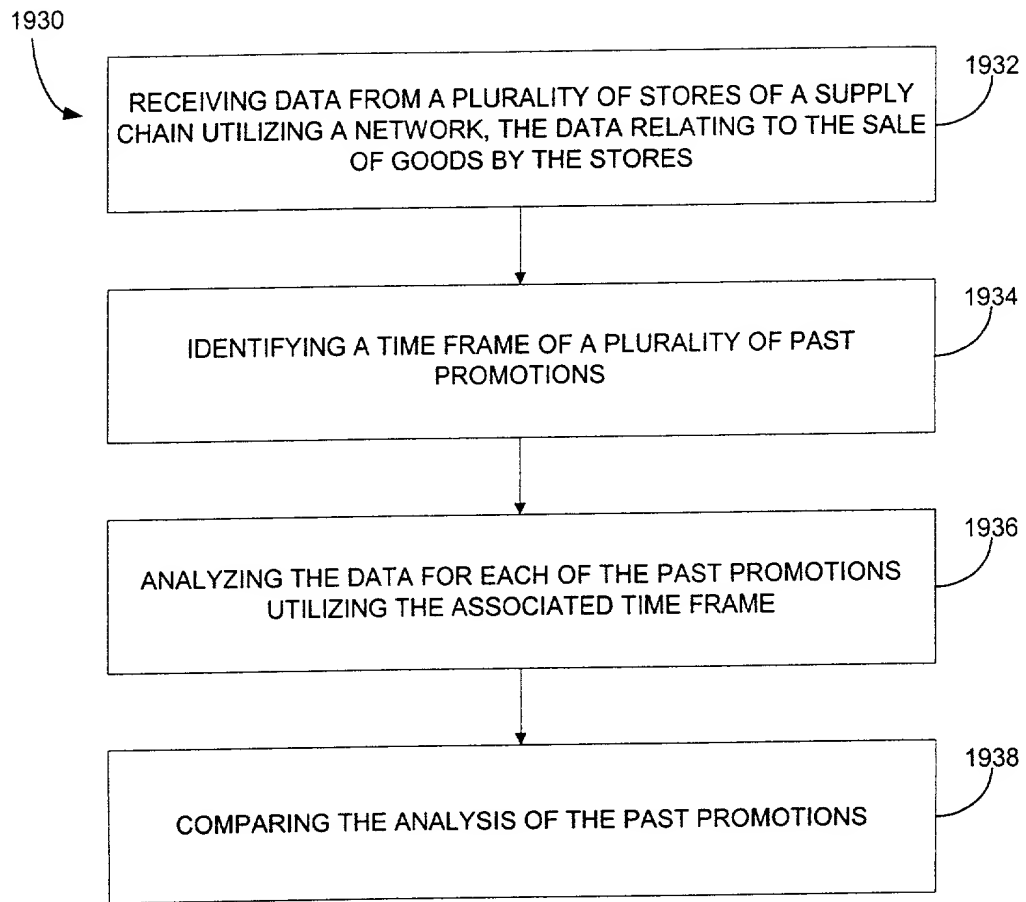 1930
1932
RECEIVING DATA FROM A PLURALITY OF STORES OF A SUPPLY
CHAIN UTILIZING A NETWORK, THE DATA RELATING TO THE SALE
OF GOODS BY THE STORES
1934
IDENTIFYING A TIME FRAME OF A PLURALITY OF PAST
PROMOTIONS
1936
ANALYZING THE DATA FOR EACH OF THE PAST PROMOTIONS
UTILIZING THE ASSOCIATED TIME FRAME
1938
COMPARING THE ANALYSIS OF THE PAST PROMOTIONS